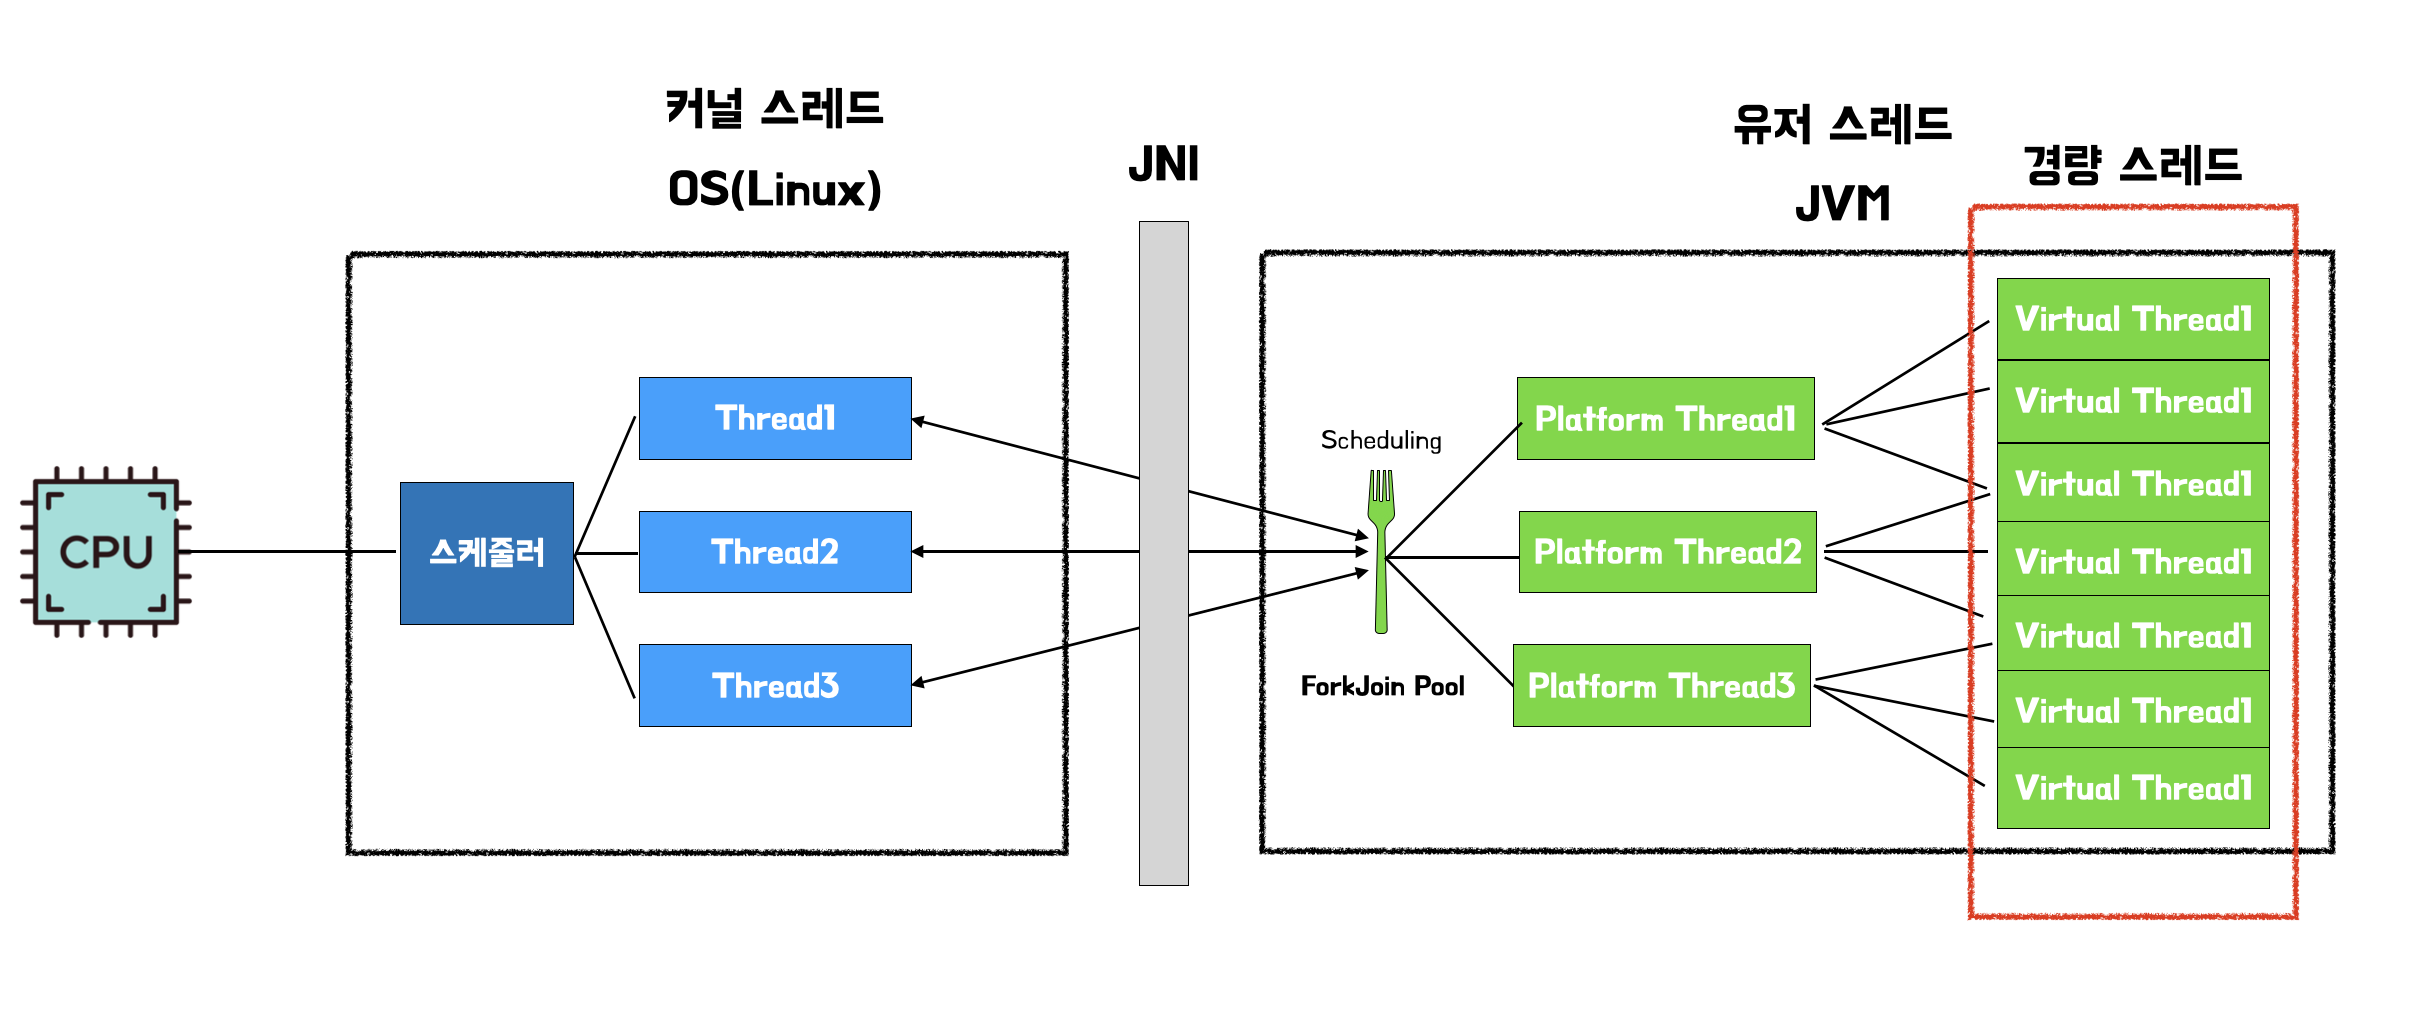 커널 스레드
OS(Linux)
JNI
유저 스레드
JVM
경량 스레드
CPU
스케줄러
Thread1
Thread2
Thread3
Scheduling
ForkJoin Pool
Platform Thread1
Platform Thread2
Platform Thread3
Virtual Thread1
Virtual Thread1
Virtual Thread1
Virtual Thread1
Virtual Thread1
Virtual Thread1
Virtual Thread1